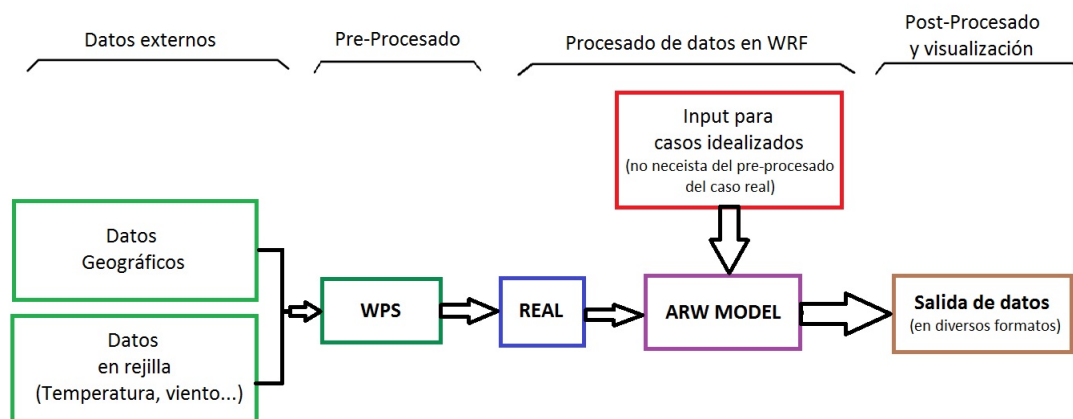 Datos externos
Pre-Procesado
Procesado de datos en WRF
Post-Procesado
y visualización
Input para
casos idealizados
(no neceista del pre-procesado
del caso real)
Datos
Geográficos
WPS
REAL
ARW MODEL
Salida de datos
(en diversos formatos)
Datos
en rejilla
(Temperatura, viento...)